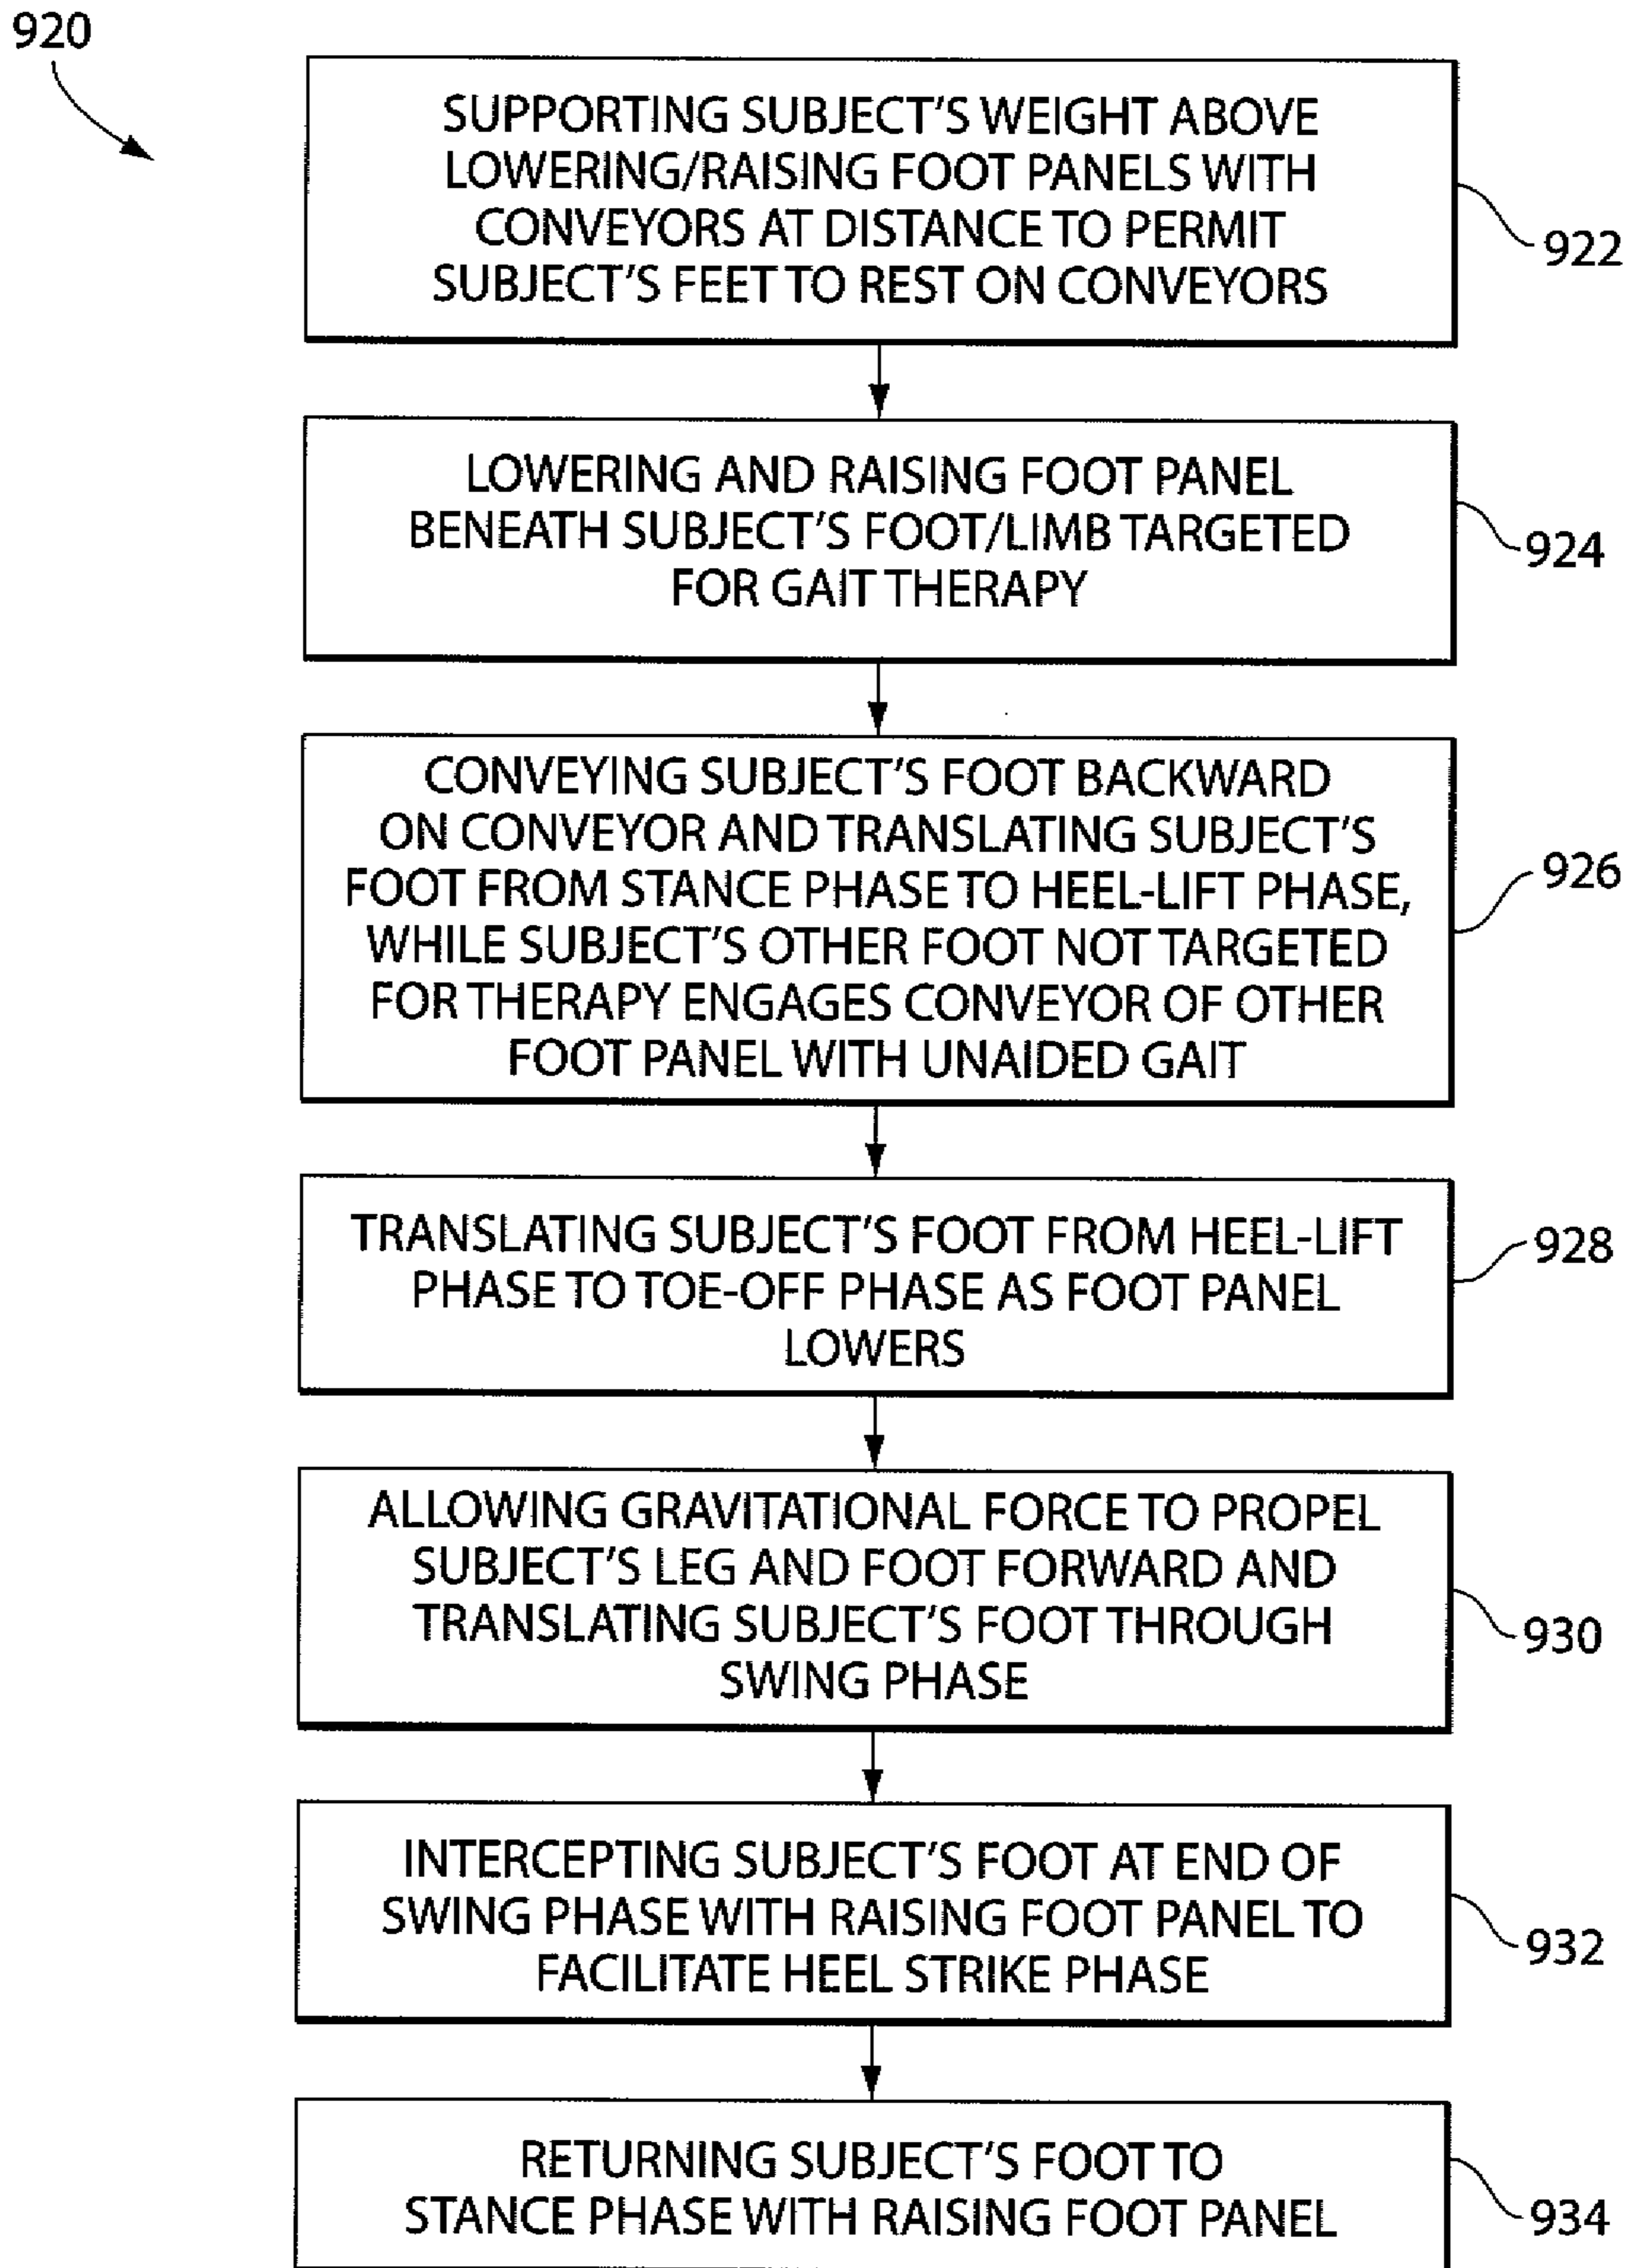 920
SUPPORTING SUBJECT'S WEIGHT ABOVE
LOWERING/RAISING FOOT PANELS WITH
CONVEYORS AT DISTANCE TO PERMIT
SUBJECT'S FEET TO REST ON CONVEYORS
922
LOWERING AND RAISING FOOT PANEL
BENEATH SUBJECT'S FOOT/LIMB TARGETED
FOR GAIT THERAPY
924
CONVEYING SUBJECT'S FOOT BACKWARD
ON CONVEYOR AND TRANSLATING SUBJECT'S
FOOT FROM STANCE PHASE TO HEEL-LIFT PHASE,
WHILE SUBJECT'S OTHER FOOT NOT TARGETED
FOR THERAPY ENGAGES CONVEYOR OF OTHER
FOOT PANEL WITH UNAIDED GAIT
926
TRANSLATING SUBJECT'S FOOT FROM HEEL-LIFT
PHASE TO TOE-OFF PHASE AS FOOT PANEL
LOWERS
928
ALLOWING GRAVITATIONAL FORCE TO PROPEL
SUBJECT'S LEG AND FOOT FORWARD AND
TRANSLATING SUBJECT'S FOOT THROUGH
SWING PHASE
930
INTERCEPTING SUBJECT'S FOOT AT END OF
SWING PHASE WITH RAISING FOOT PANEL TO
FACILITATE HEEL STRIKE PHASE
932
RETURNING SUBJECT'S FOOT TO
STANCE PHASE WITH RAISING FOOT PANEL
934